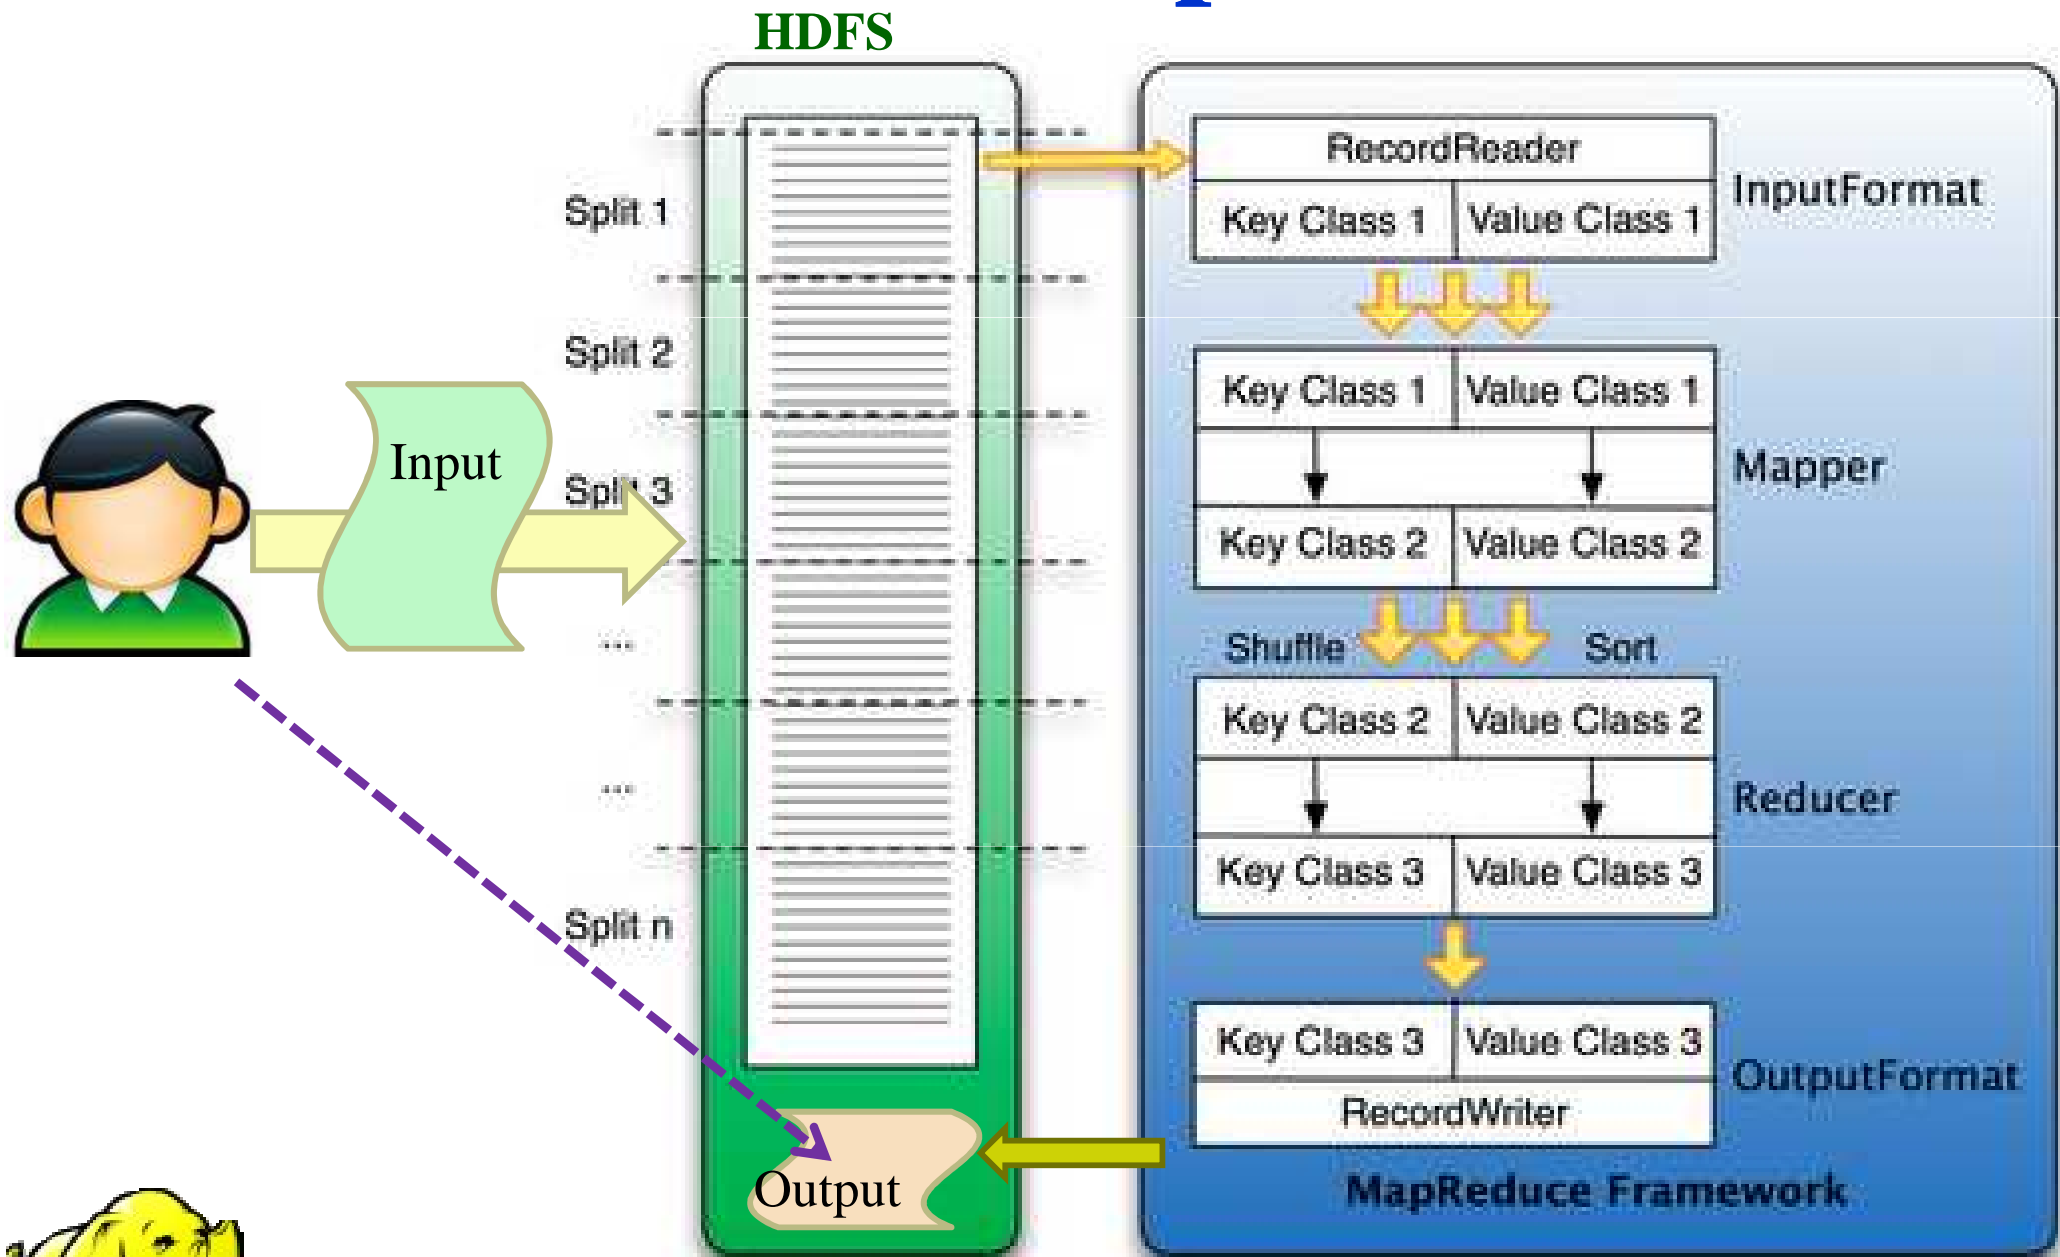 HDFS
Split 1
Split 2
Split 3
...
...
Split n
Input
Output
RecordReader
Key Class 1 Value Class 1
InputFormat
Key Class 1 Value Class 1
Mapper
Key Class 2 Value Class 2
Shuffle Sort
Key Class 2 Value Class 2
Reducer
Key Class 3 Value Class 3
Key Class 3 Value Class 3
OutputFormat
RecordWriter
MapReduce Framework